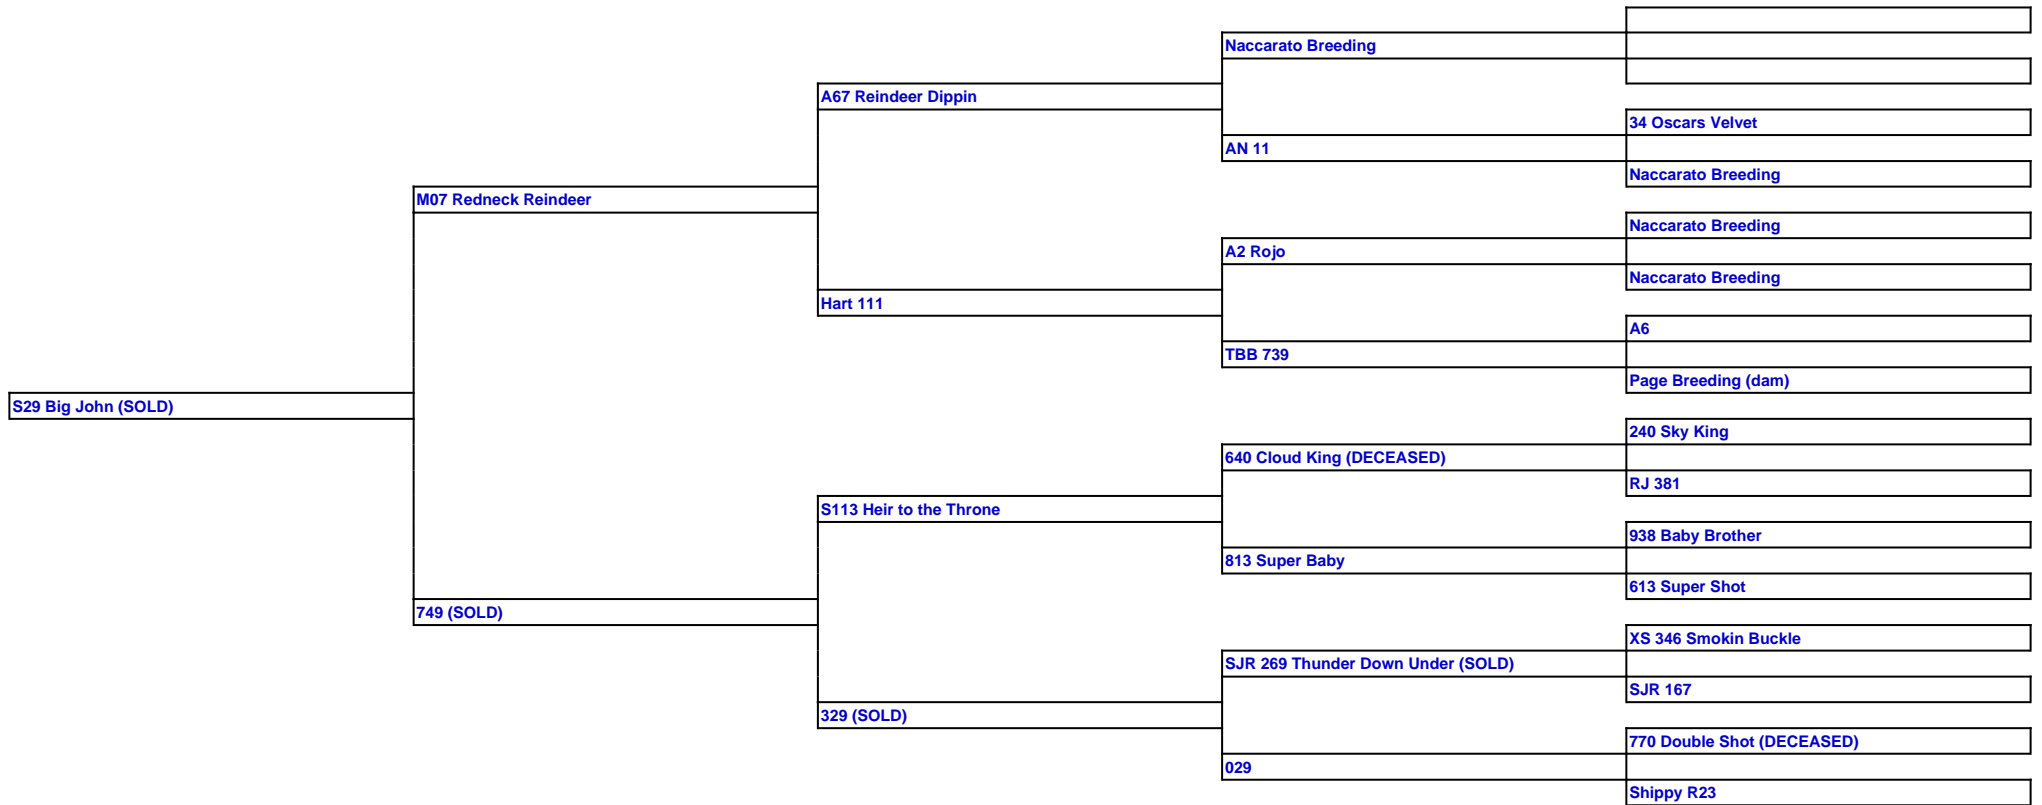 Naccarato Breeding
A67 Reindeer Dippin
34 Oscars Velvet
AN 11
Naccarato Breeding
M07 Redneck Reindeer
Naccarato Breeding
A2 Rojo
Naccarato Breeding
Hart 111
A6
TBB 739
Page Breeding (dam)
S29 Big John (SOLD)
240 Sky King
640 Cloud King (DECEASED)
RJ 381
S113 Heir to the Throne
938 Baby Brother
813 Super Baby
613 Super Shot
749 (SOLD)
XS 346 Smokin Buckle
SJR 269 Thunder Down Under (SOLD)
SJR 167
329 (SOLD)
770 Double Shot (DECEASED)
029
Shippy R23